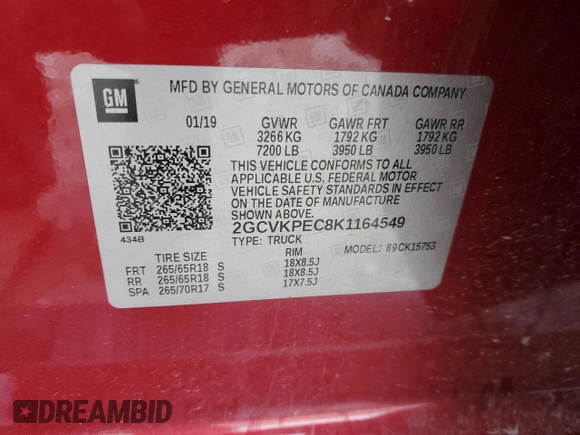 GM
MFD BY GENERAL MOTORS OF CANADA COMPANY
01/19 GVWR GAWR FRT GAWR RR
3266 KG 1792 KG 1792 KG
7200 LB 3950 LB 3950 LB
THIS VEHICLE CONFORMS TO ALL
APPLICABLE U.S. FEDERAL MOTOR
VEHICLE SAFETY STANDARDS IN EFFECT
ON THE DATE OF MANUFACTURE
SHOWN ABOVE.
434B
2GCVKPEC8K1164549
TYPE: TRUCK MODEL: 89CK15753
TIRE SIZE RIM
FRT 265/65R18 S 18X8.5J
RR 265/65R18 S 18X8.5J
SPA 265/70R17 S 17X7.5J
DREAMBID